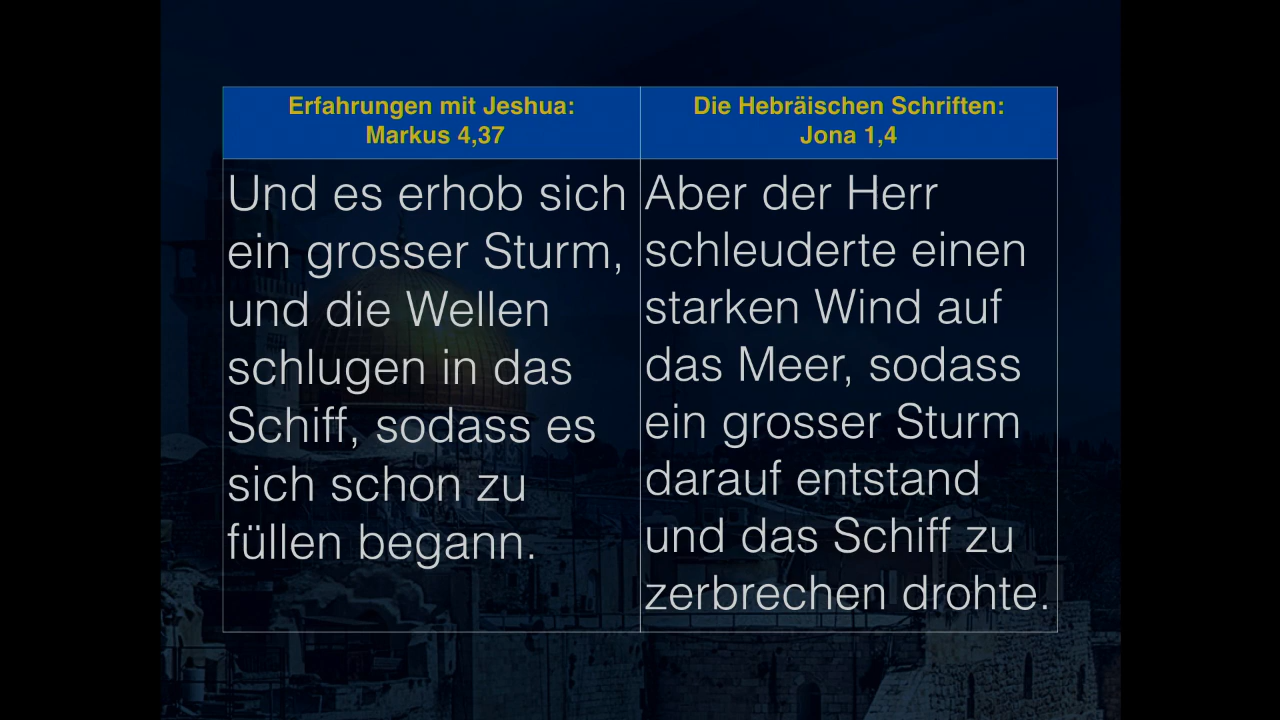 Erfahrungen mit Jeshua:
Markus 4,37
Und es erhob sich
ein grosser Sturm,
und die Wellen
schlugen in das
Schiff, sodass es
sich schon zu
füllen begann.
Die Hebräischen Schriften:
Jona 1,4
Aber der Herr
schleuderte einen
starken Wind auf
das Meer, sodass
ein grosser Sturm
darauf entstand
und das Schiff zu
zerbrechen drohte.